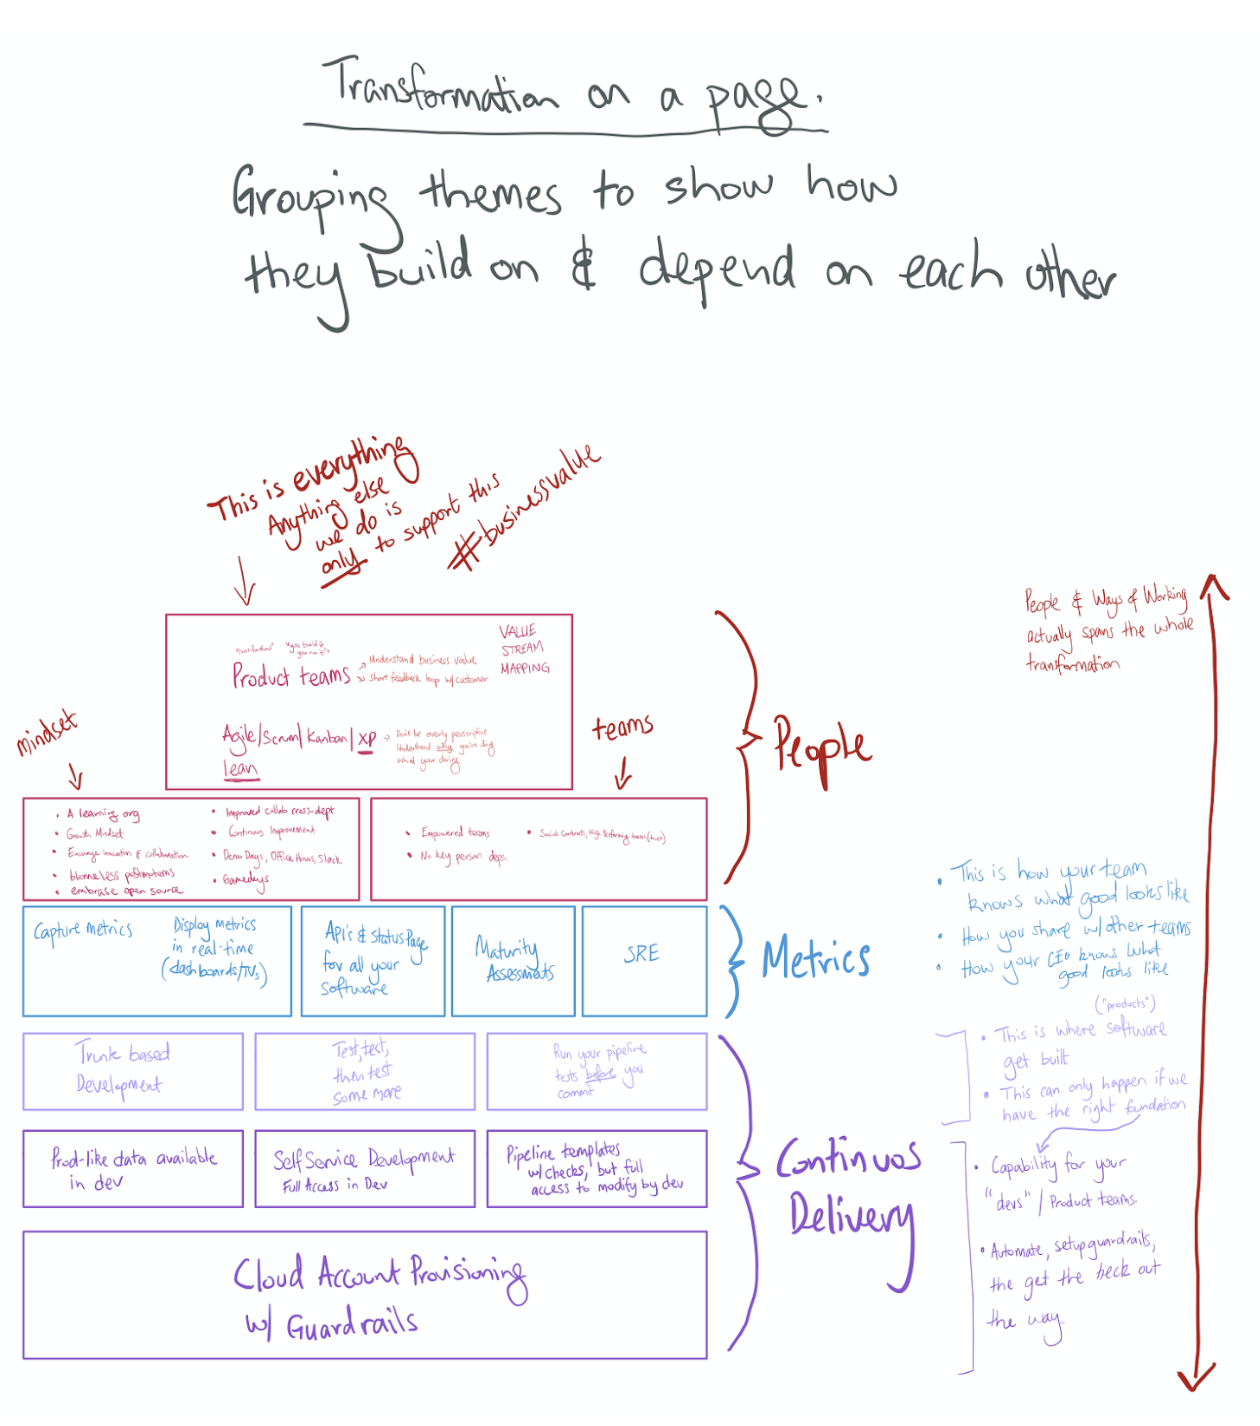 Transformation on a page.
Grouping themes to show how
they build on & depend on each other
This is everything
Anything else
we do is
only to support this
#businessvalue
"you build it
you run it"
Product teams
Understand business value
short feedback loop w/ customer
VALUE
STREAM
MAPPING
Agile/Scrum/Kanban/XP
lean
Don't be overly perscriptive
Understand why you're doing
what your doing
mindset
teams
People
• A learning org
• Growth Mindset
• Encourage innovation & collaboration
• blameless postmortems
• embrase open source
• Improved collab cross-dept
• Continuous Improvement
• Demo Days, Office Hours, Slack
• Gamedays
• Empowered teams
• No key person deps.
• Social Contracts, High Performing teams (trust)
People & Ways of Working
actually spans the whole
transformation
Capture metrics
Display metrics
in real-time
(dashboards/TVs)
Api's & Status Page
for all your
software
Maturity
Assessments
SRE
Metrics
• This is how your team
knows what good looks like
• How you share w/ other teams
• How your CEO knows what
good looks like
Trunk based
Development
Test, test,
then test
some more
Run your pipeline
tests before you
commit
("products")
• This is where software
get built
• This can only happen if we
have the right foundation
Prod-like data available
in dev
Self Service Development
Full Access in Dev
Pipeline templates
w/ checks, but full
access to modify by dev
Cloud Account Provisioning
w/ Guardrails
Continuos
Delivery
• Capability for your
"devs" / Product teams.
• Automate, setup guardrails,
the get the heck out
the way.